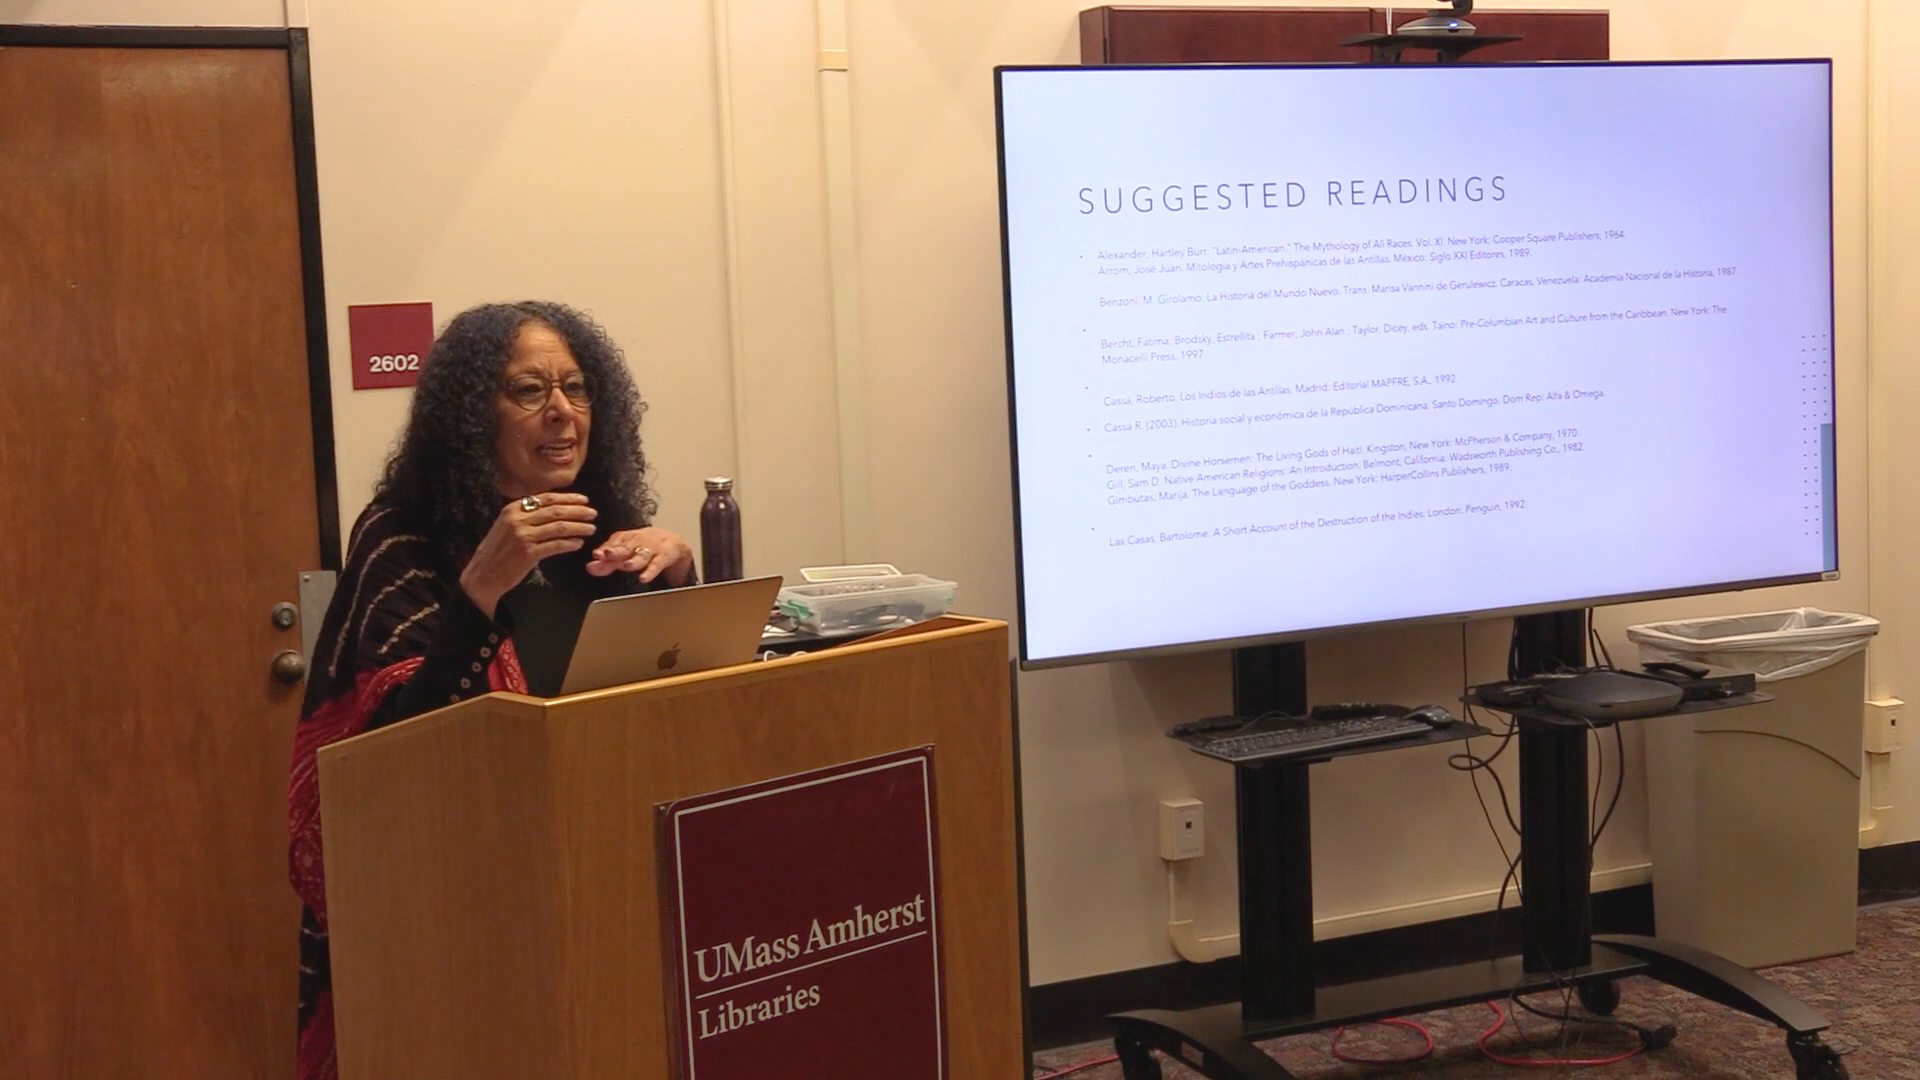 2602
SUGGESTED READINGS
Alexander, Hartley Burr. "Latin-American." The Mythology of All Races. Vol. XI. New York: Cooper Square Publishers, 1964.
Arrom, José Juan. Mitología y Artes Prehispánicas de las Antillas. México: Siglo XXI Editores, 1989.
Benzoni, M. Girolamo. La Historia del Mundo Nuevo. Trans. Marisa Vannini de Gerulewicz. Caracas, Venezuela: Academia Nacional de la Historia, 1987.
Bercht, Fatima; Brodsky, Estrellita ; Farmer, John Alan ; Taylor, Dicey, eds. Taino: Pre-Columbian Art and Culture from the Caribbean. New York: The
Monacelli Press, 1997.
Cassá, Roberto. Los Indios de las Antillas. Madrid: Editorial MAPFRE, S.A., 1992.
Cassá R. (2003). Historia social y económica de la República Dominicana. Santo Domingo, Dom Rep: Alfa & Omega.
Deren, Maya. Divine Horsemen: The Living Gods of Haiti. Kingston, New York: McPherson & Company, 1970.
Gill, Sam D. Native American Religions: An Introduction. Belmont, California: Wadsworth Publishing Co., 1982.
Gimbutas, Marija. The Language of the Goddess. New York: HarperCollins Publishers, 1989.
Las Casas, Bartolome. A Short Account of the Destruction of the Indies. London: Penguin, 1992.
UMass Amherst
Libraries